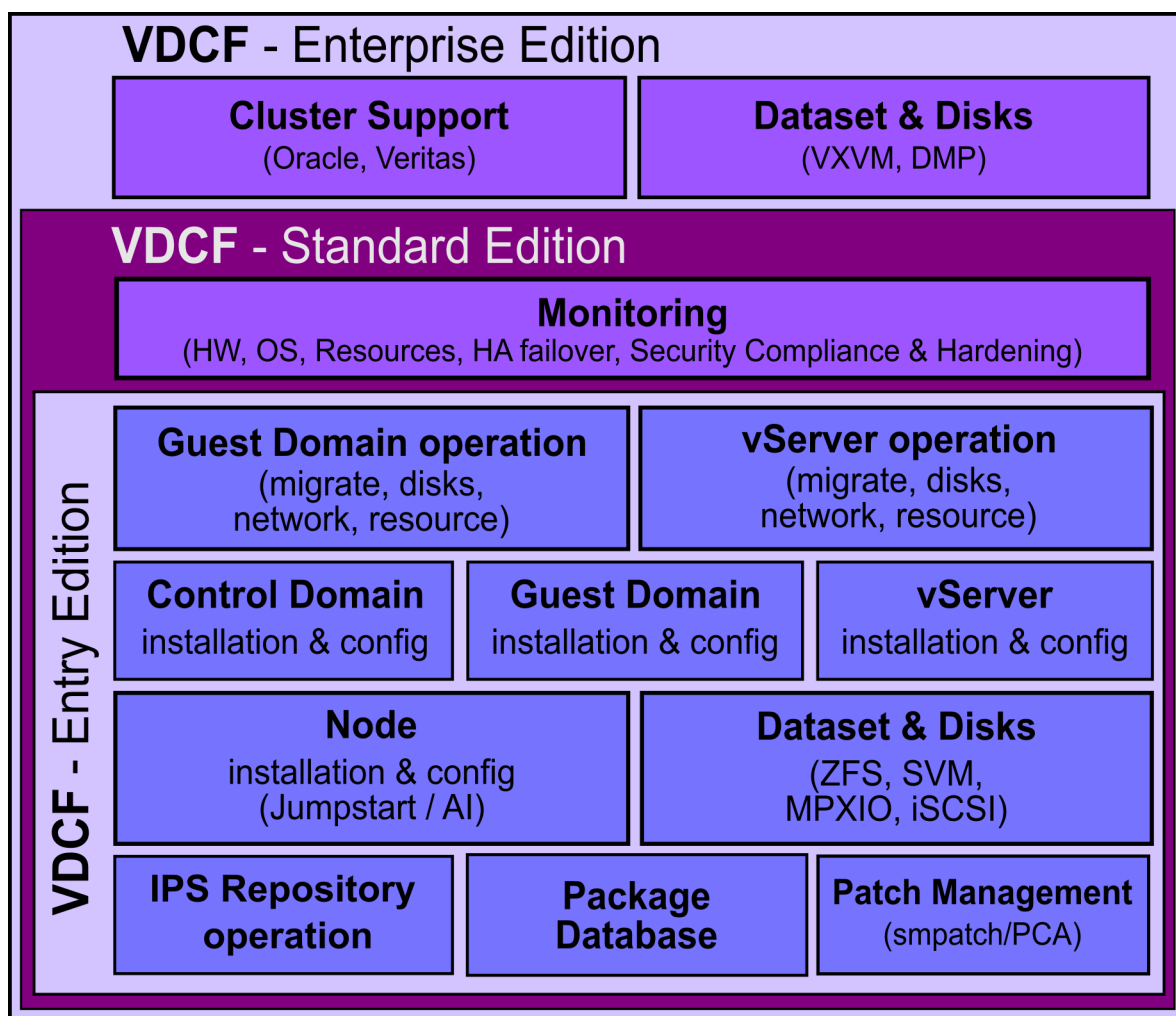 VDCF - Enterprise Edition
Cluster Support
(Oracle, Veritas)
Dataset & Disks
(VXVM, DMP)
VDCF - Standard Edition
Monitoring
(HW, OS, Resources, HA failover, Security Compliance & Hardening)
VDCF - Entry Edition
Guest Domain operation
(migrate, disks,
network, resource)
vServer operation
(migrate, disks,
network, resource)
Control Domain
installation & config
Guest Domain
installation & config
vServer
installation & config
Node
installation & config
(Jumpstart / AI)
Dataset & Disks
(ZFS, SVM,
MPXIO, iSCSI)
IPS Repository
operation
Package
Database
Patch Management
(smpatch/PCA)